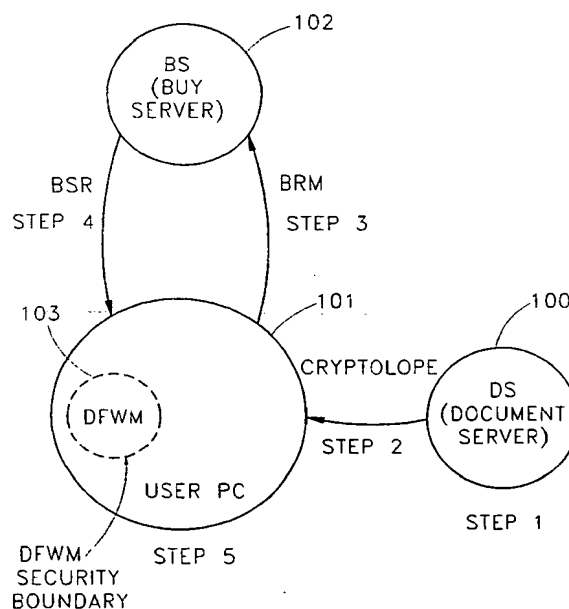 102
BS
(BUY
SERVER)
BSR
STEP 4
BRM
STEP 3
103
101
100
CRYPTOLOPE
DFWM
DS
(DOCUMENT
SERVER)
STEP 2
USER PC
STEP 1
DFWM
SECURITY
BOUNDARY
STEP 5